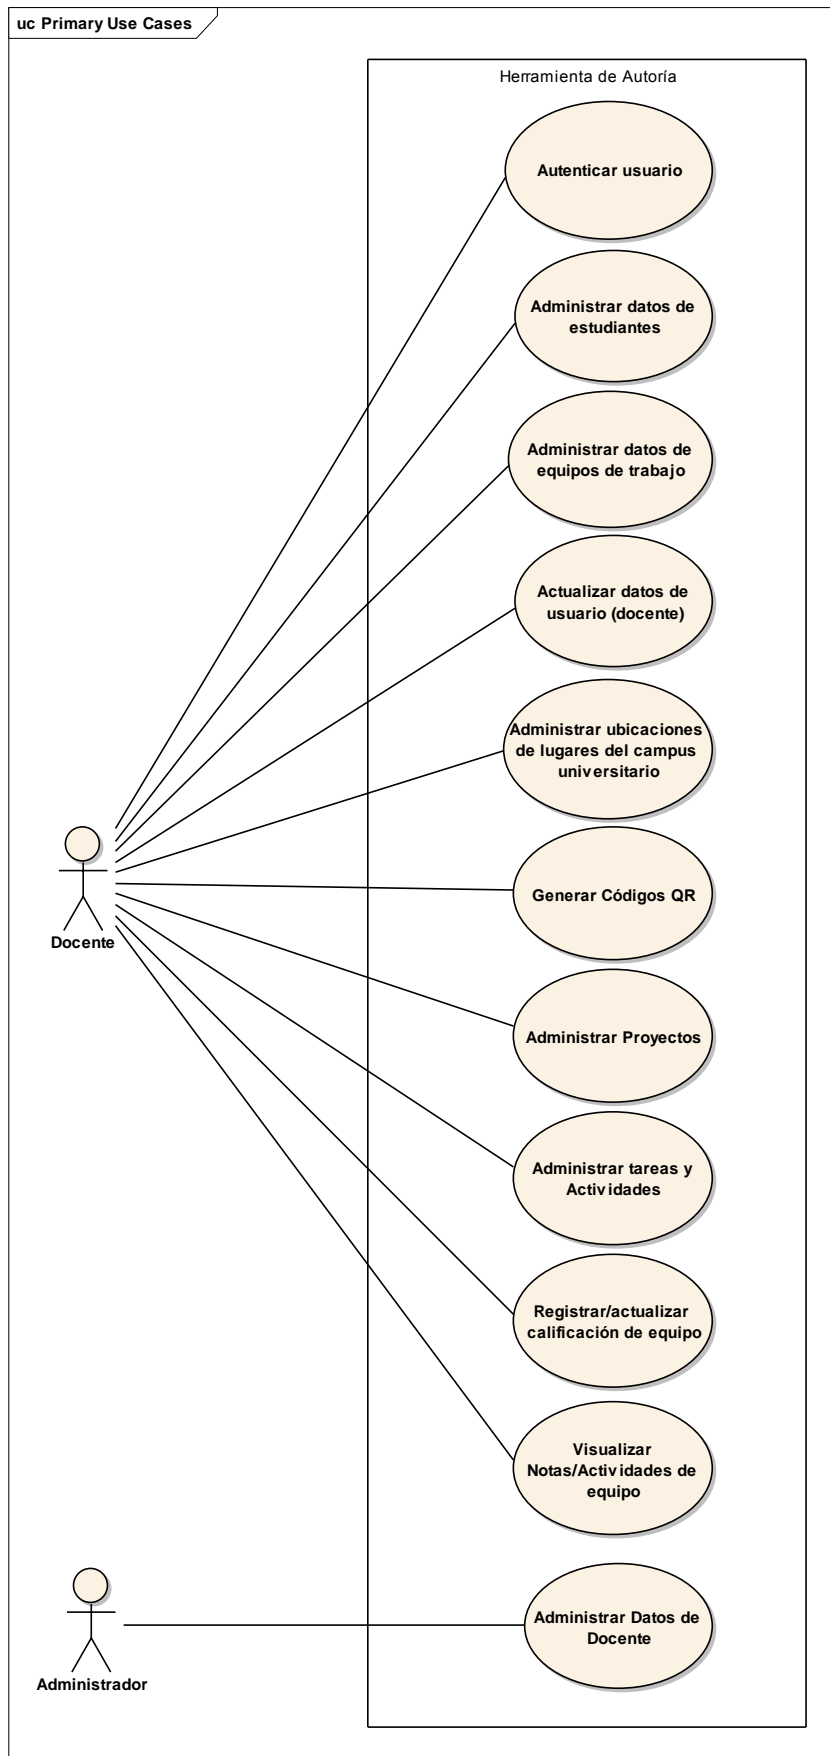 uc Primary Use Cases
Herramienta de Autoría
Autenticar usuario
Administrar datos de
estudiantes
Administrar datos de
equipos de trabajo
Actualizar datos de
usuario (docente)
Administrar ubicaciones
de lugares del campus
universitario
Generar Códigos QR
Docente
Administrar Proyectos
Administrar tareas y
Actividades
Registrar/actualizar
calificación de equipo
Visualizar
Notas/Actividades de
equipo
Administrar Datos de
Docente
Administrador